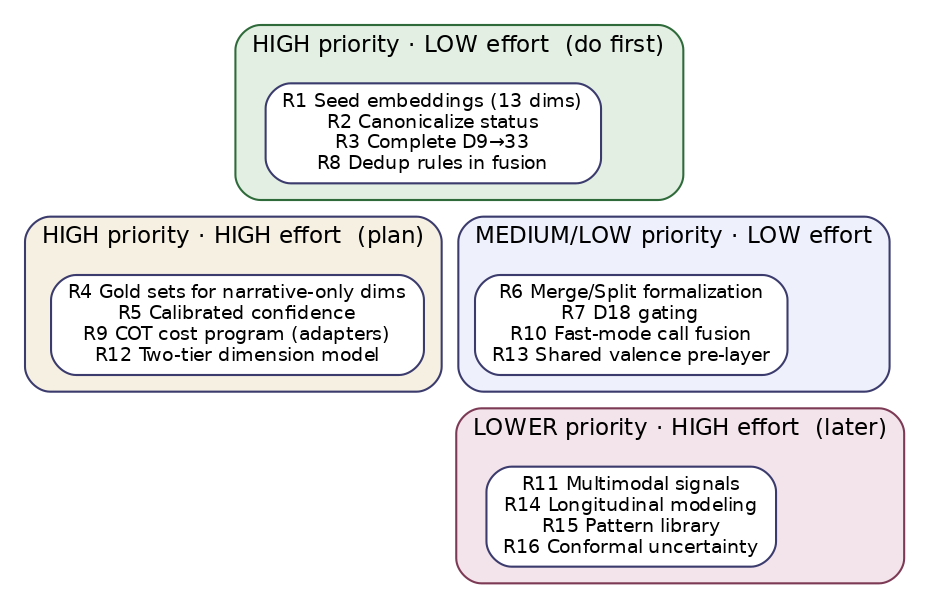 HIGH priority · LOW effort  (do first)
R1 Seed embeddings (13 dims)
R2 Canonicalize status
R3 Complete D9→33
R8 Dedup rules in fusion
HIGH priority · HIGH effort  (plan)
R4 Gold sets for narrative-only dims
R5 Calibrated confidence
R9 COT cost program (adapters)
R12 Two-tier dimension model
MEDIUM/LOW priority · LOW effort
R6 Merge/Split formalization
R7 D18 gating
R10 Fast-mode call fusion
R13 Shared valence pre-layer
LOWER priority · HIGH effort  (later)
R11 Multimodal signals
R14 Longitudinal modeling
R15 Pattern library
R16 Conformal uncertainty